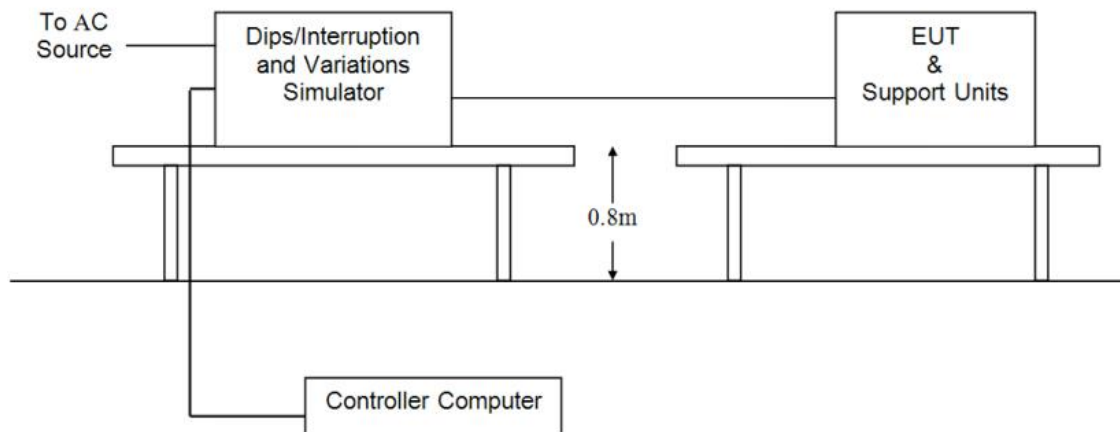 To AC
Source
Dips/Interruption
and Variations
Simulator
EUT
&
Support Units
0.8m
Controller Computer